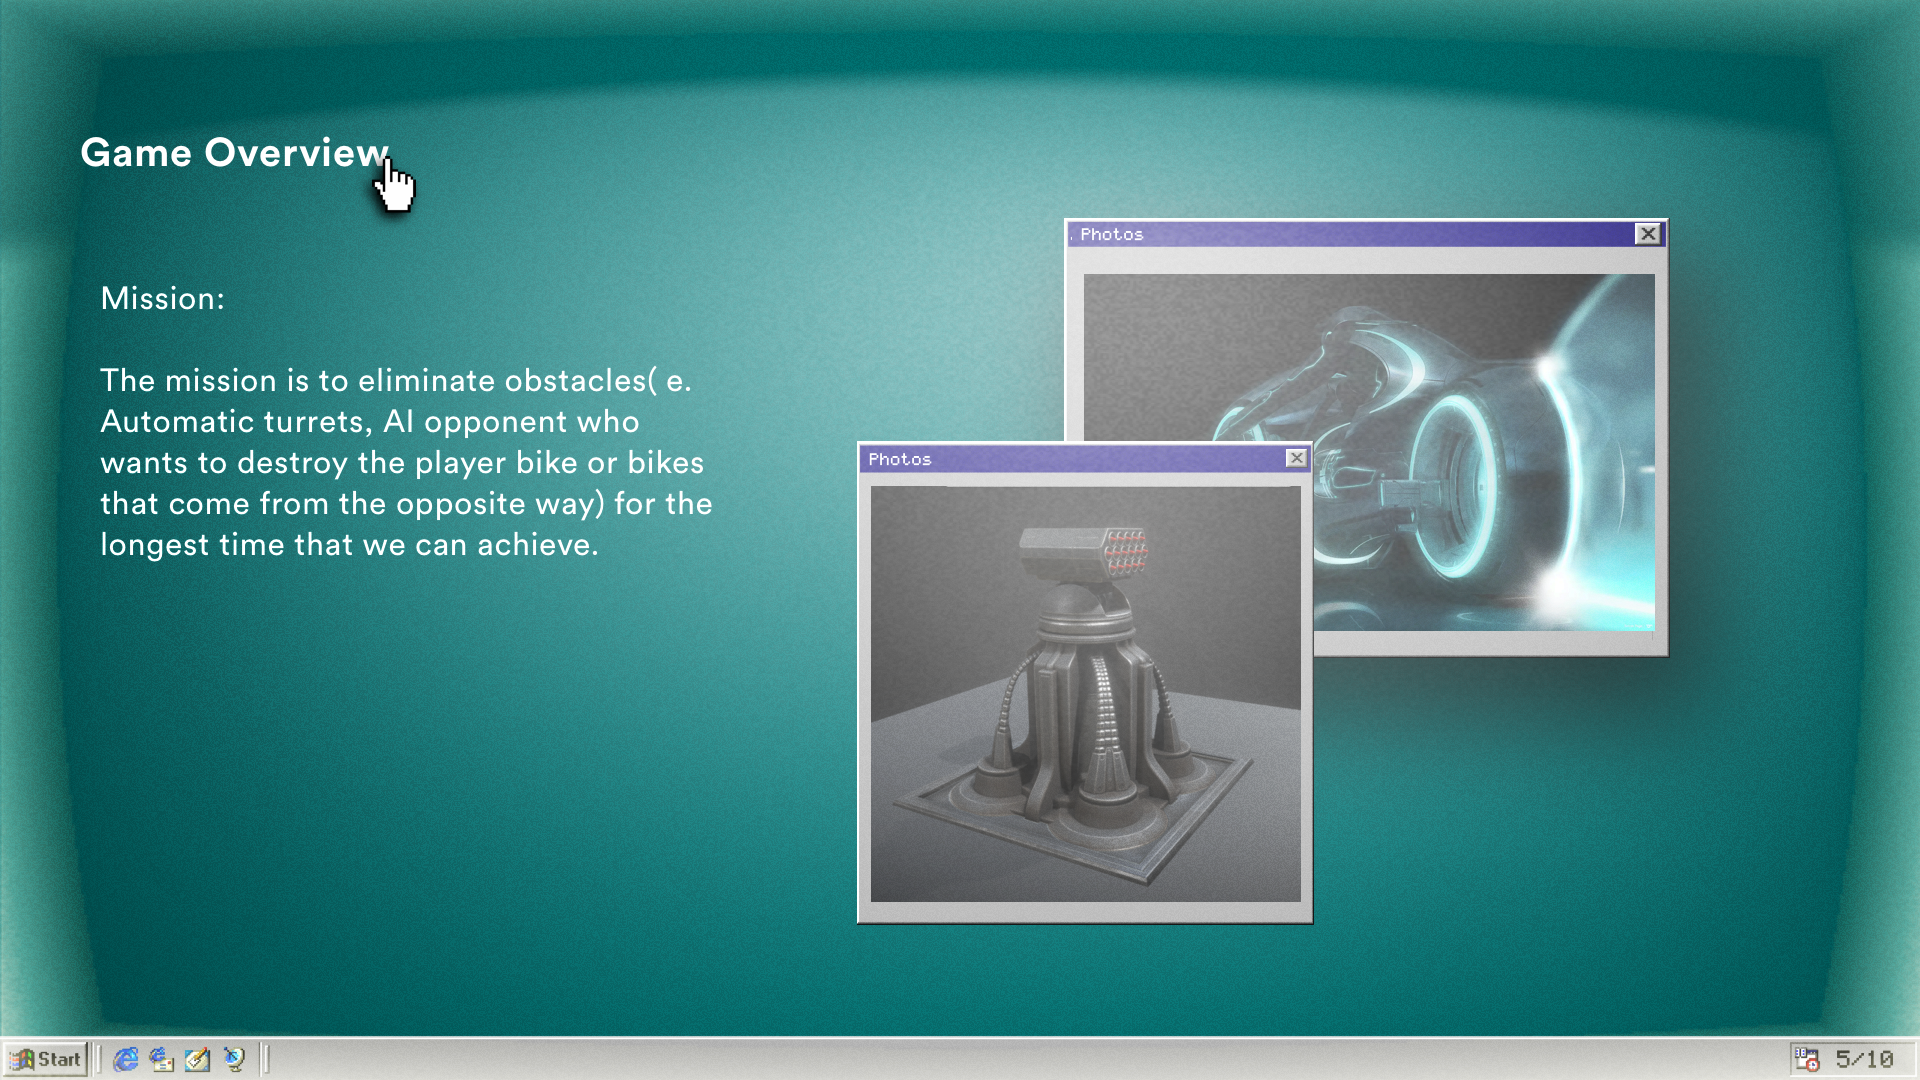 Game Overview
Mission:
The mission is to eliminate obstacles( e.
Automatic turrets, AI opponent who
wants to destroy the player bike or bikes
that come from the opposite way) for the
longest time that we can achieve.
. Photos
Photos
Start
5/10